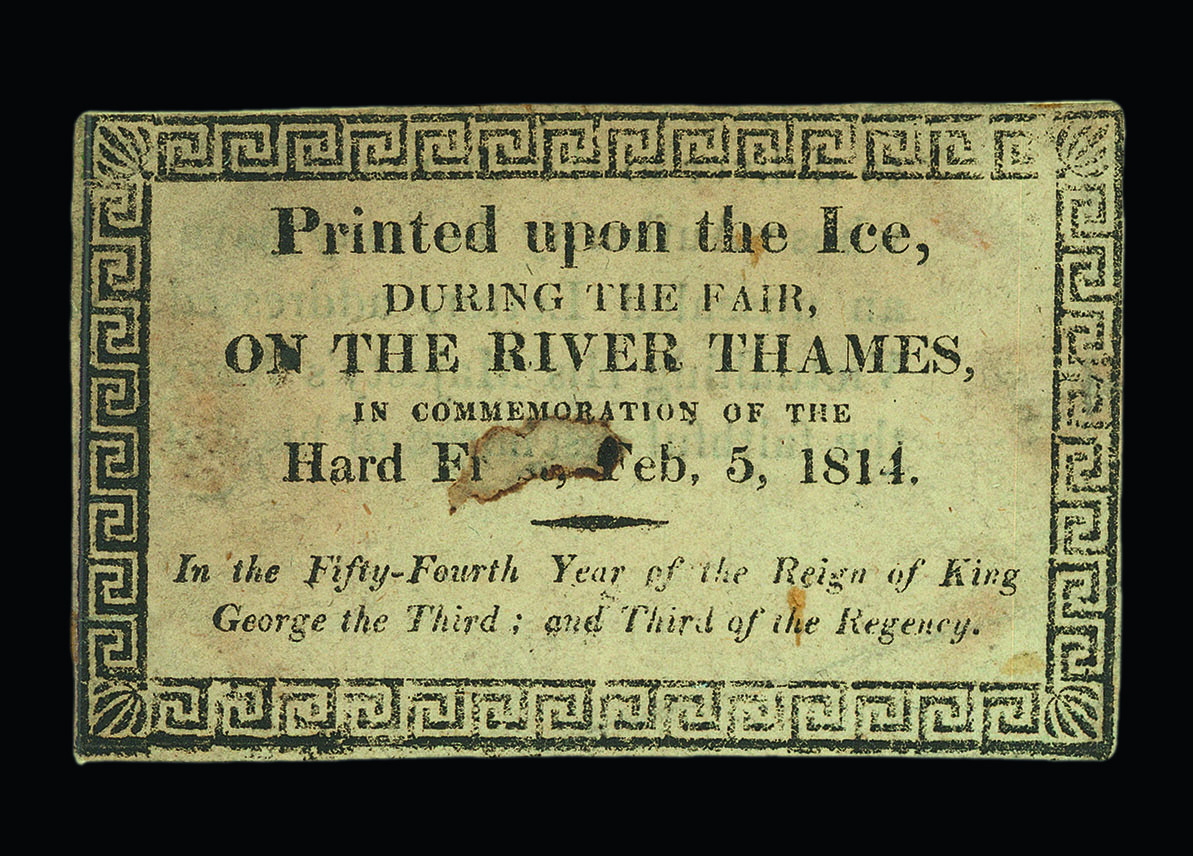 Printed upon the Ice,
DURING THE FAIR,
ON THE RIVER THAMES,
IN COMMEMORATION OF THE
Hard Feb, 5, 1814.
In the Fifty-Fourth Year of the Reign of King
George the Third ; and Third of the Regency.